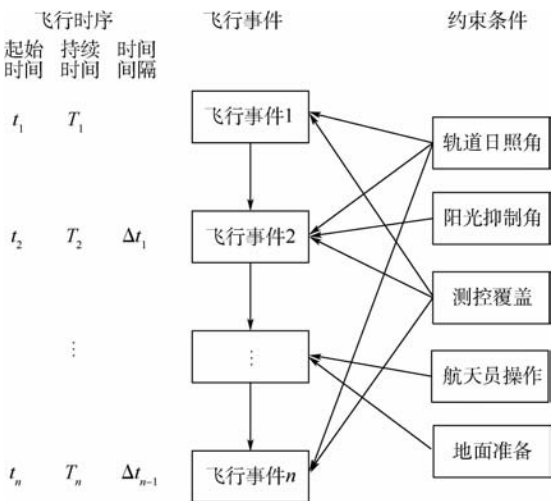 飞行时序 飞行事件 约束条件
起始 持续 时间
时间 时间 间隔
t₁ T₁ 飞行事件1
轨道日照角
阳光抑制角
t₂ T₂ Δt₁ 飞行事件2
测控覆盖
⋮ ⋮
航天员操作
地面准备
tₙ Tₙ Δtₙ₋₁ 飞行事件n